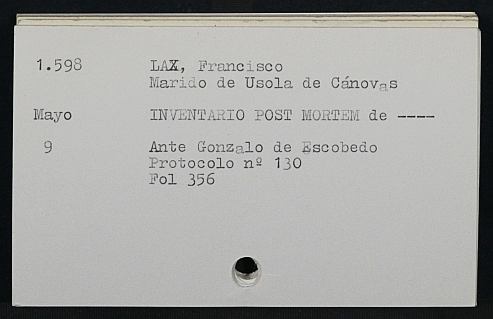 1.598 LAX, Francisco
Marido de Usola de Cánovas
Mayo INVENTARIO POST MORTEM de ----
9 Ante Gonzalo de Escobedo
Protocolo nº 130
Fol 356